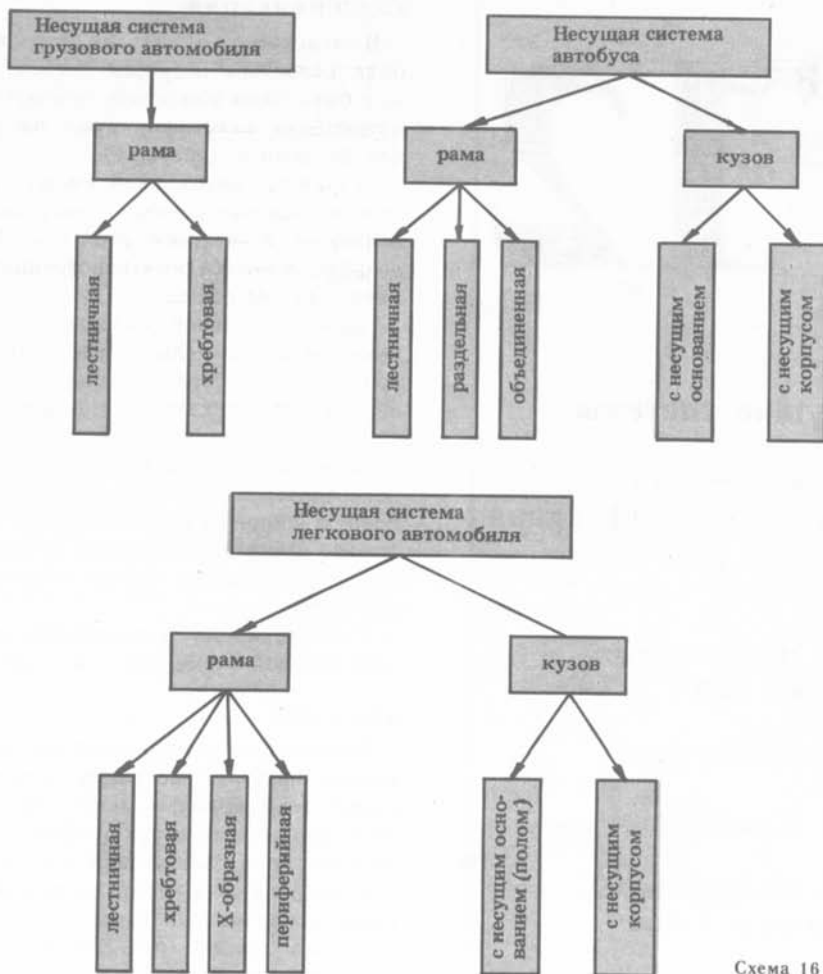 Несущая система
грузового автомобиля
рама
лестничная
хребтовая
Несущая система
автобуса
рама
кузов
лестничная
раздельная
объединенная
с несущим
основанием
с несущим
корпусом
Несущая система
легкового автомобиля
рама
кузов
лестничная
хребтовая
Х-образная
периферийная
с несущим осно-
ванием (полом)
с несущим
корпусом
Схема 16